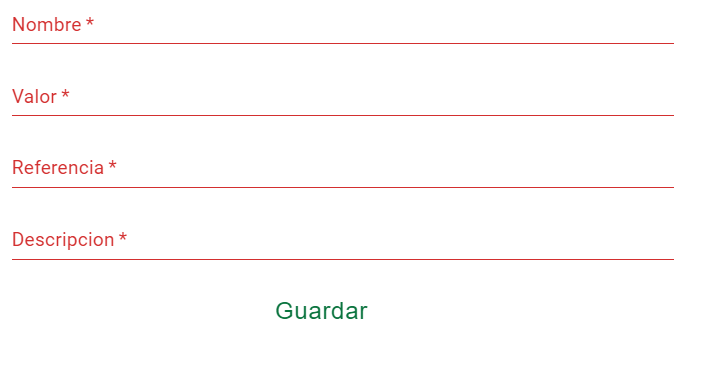 Nombre *
Valor *
Referencia *
Descripcion *
Guardar